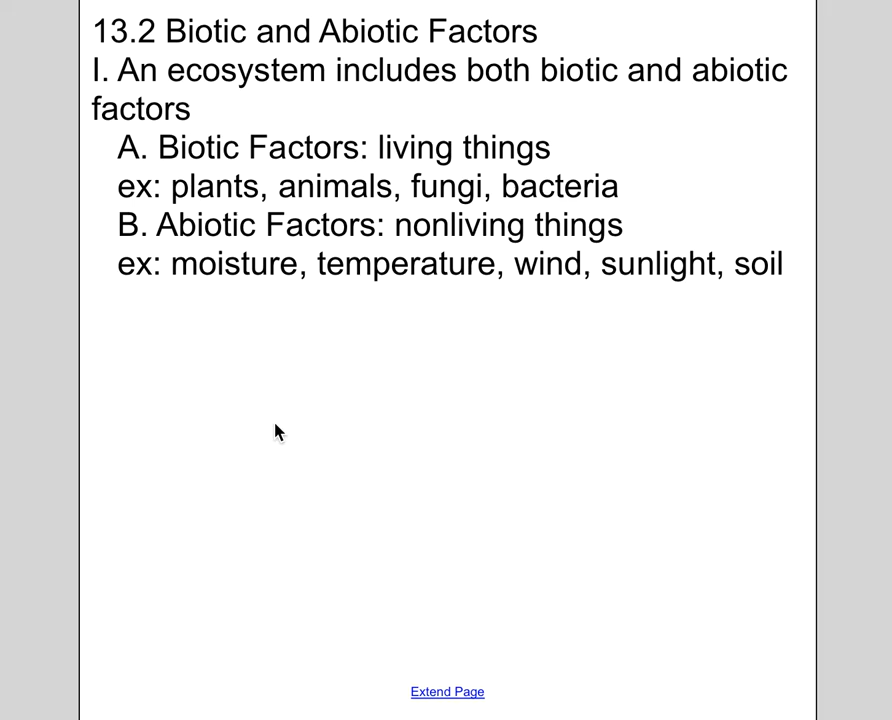 13.2 Biotic and Abiotic Factors
I. An ecosystem includes both biotic and abiotic
factors
A. Biotic Factors: living things
ex: plants, animals, fungi, bacteria
B. Abiotic Factors: nonliving things
ex: moisture, temperature, wind, sunlight, soil
Extend Page